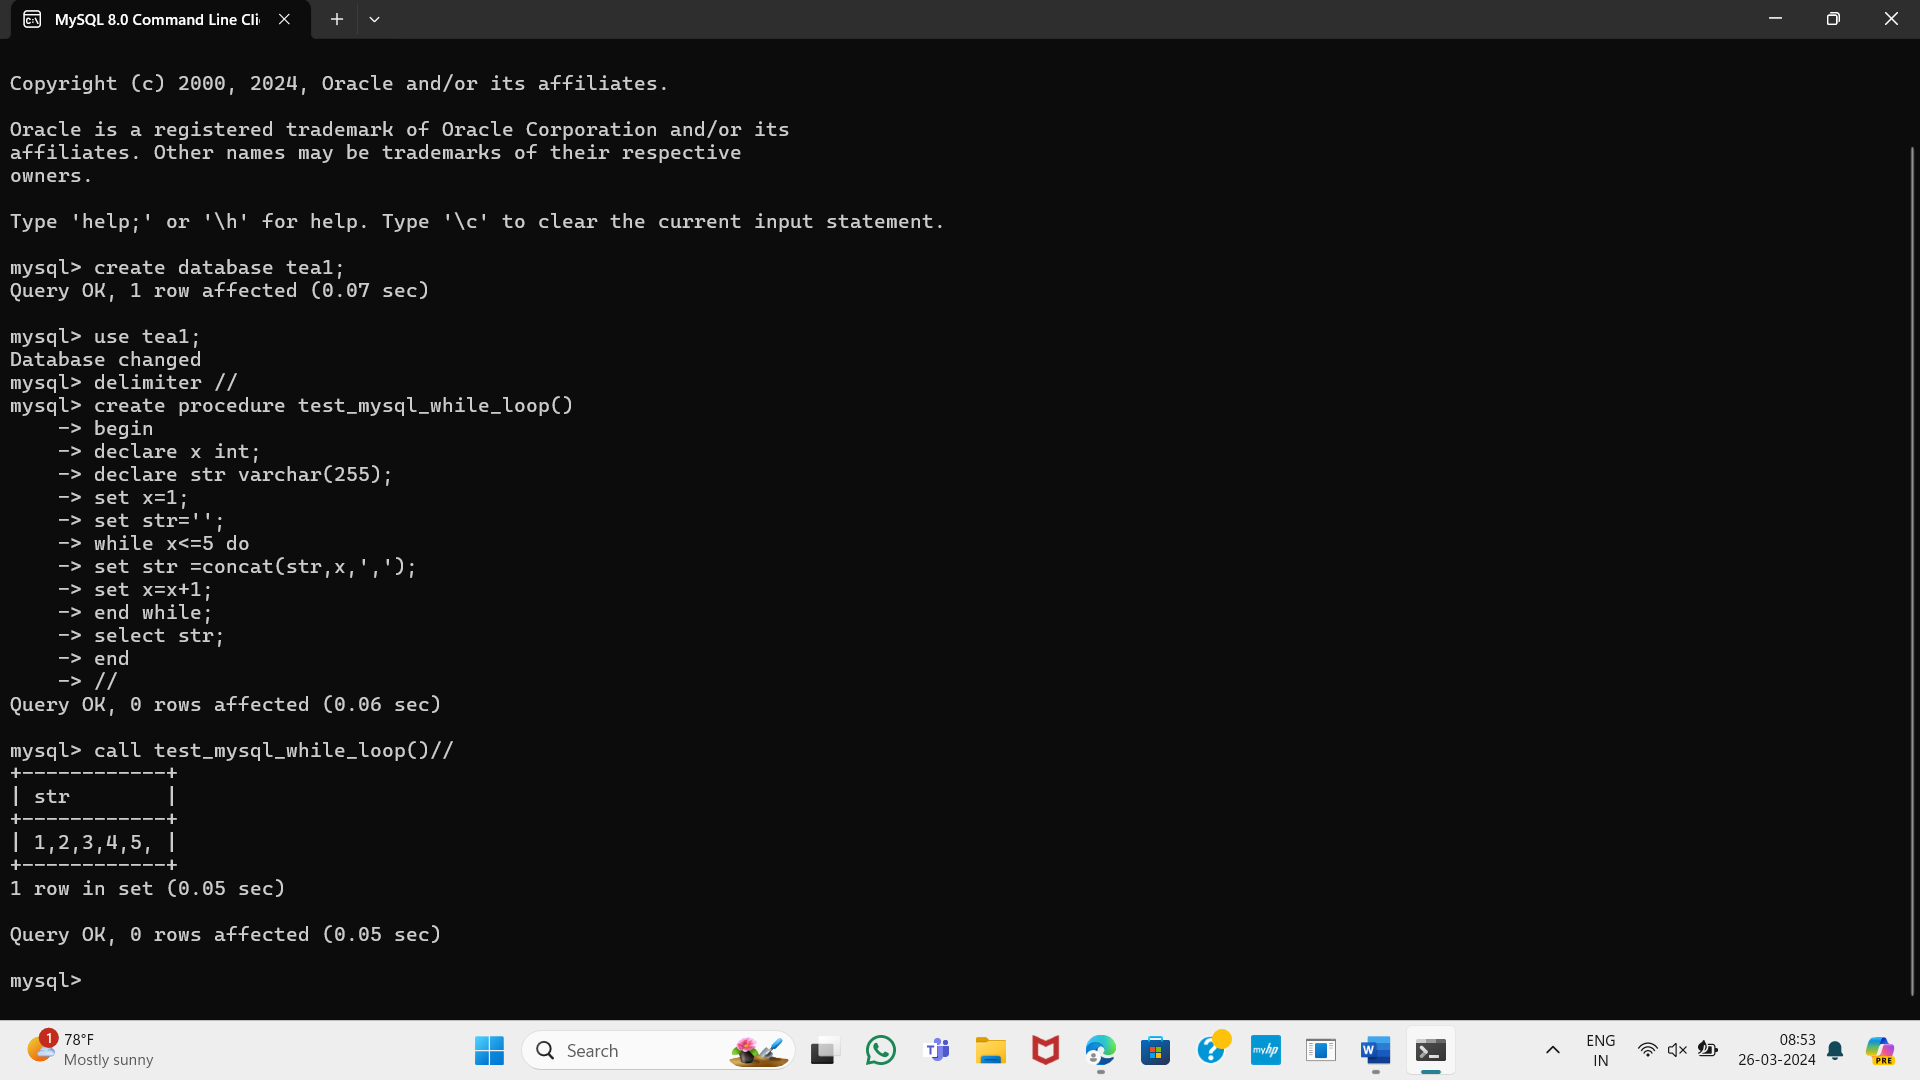 MySQL 8.0 Command Line Cli
Copyright (c) 2000, 2024, Oracle and/or its affiliates.
Oracle is a registered trademark of Oracle Corporation and/or its
affiliates. Other names may be trademarks of their respective
owners.
Type 'help;' or '\h' for help. Type '\c' to clear the current input statement.
mysql> create database tea1;
Query OK, 1 row affected (0.07 sec)
mysql> use tea1;
Database changed
mysql> delimiter //
mysql> create procedure test_mysql_while_loop()
    -> begin
    -> declare x int;
    -> declare str varchar(255);
    -> set x=1;
    -> set str='';
    -> while x<=5 do
    -> set str =concat(str,x,',');
    -> set x=x+1;
    -> end while;
    -> select str;
    -> end
    -> //
Query OK, 0 rows affected (0.06 sec)
mysql> call test_mysql_while_loop()//
+------------+
| str        |
+------------+
| 1,2,3,4,5, |
+------------+
1 row in set (0.05 sec)
Query OK, 0 rows affected (0.05 sec)
mysql>
1
78°F
Mostly sunny
Search
myhp
ENG
IN
08:53
26-03-2024
PRE